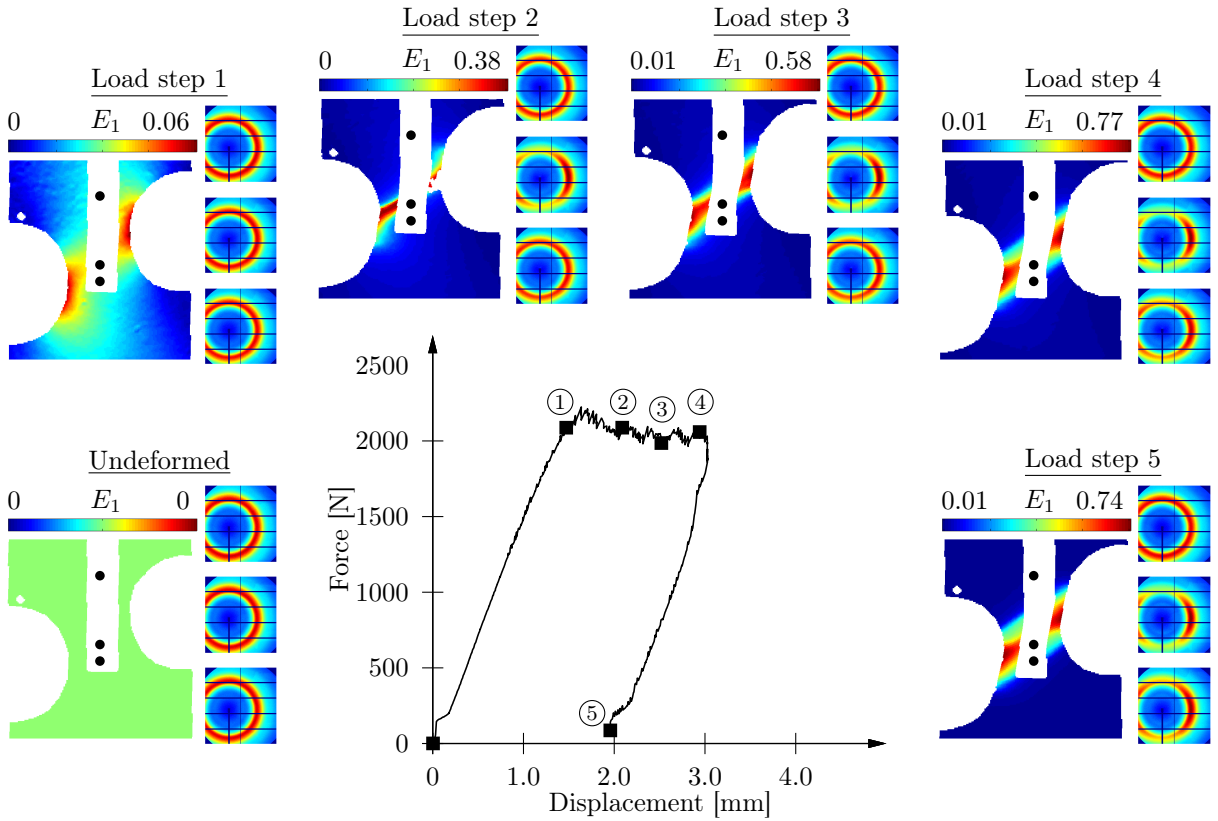 Load step 2
0 E₁ 0.38
Load step 3
0.01 E₁ 0.58
Load step 1
0 E₁ 0.06
Load step 4
0.01 E₁ 0.77
Undeformed
0 E₁ 0
Load step 5
0.01 E₁ 0.74
Force [N]
2500
2000
1500
1000
500
0
① ② ③ ④
⑤
0 1.0 2.0 3.0 4.0
Displacement [mm]